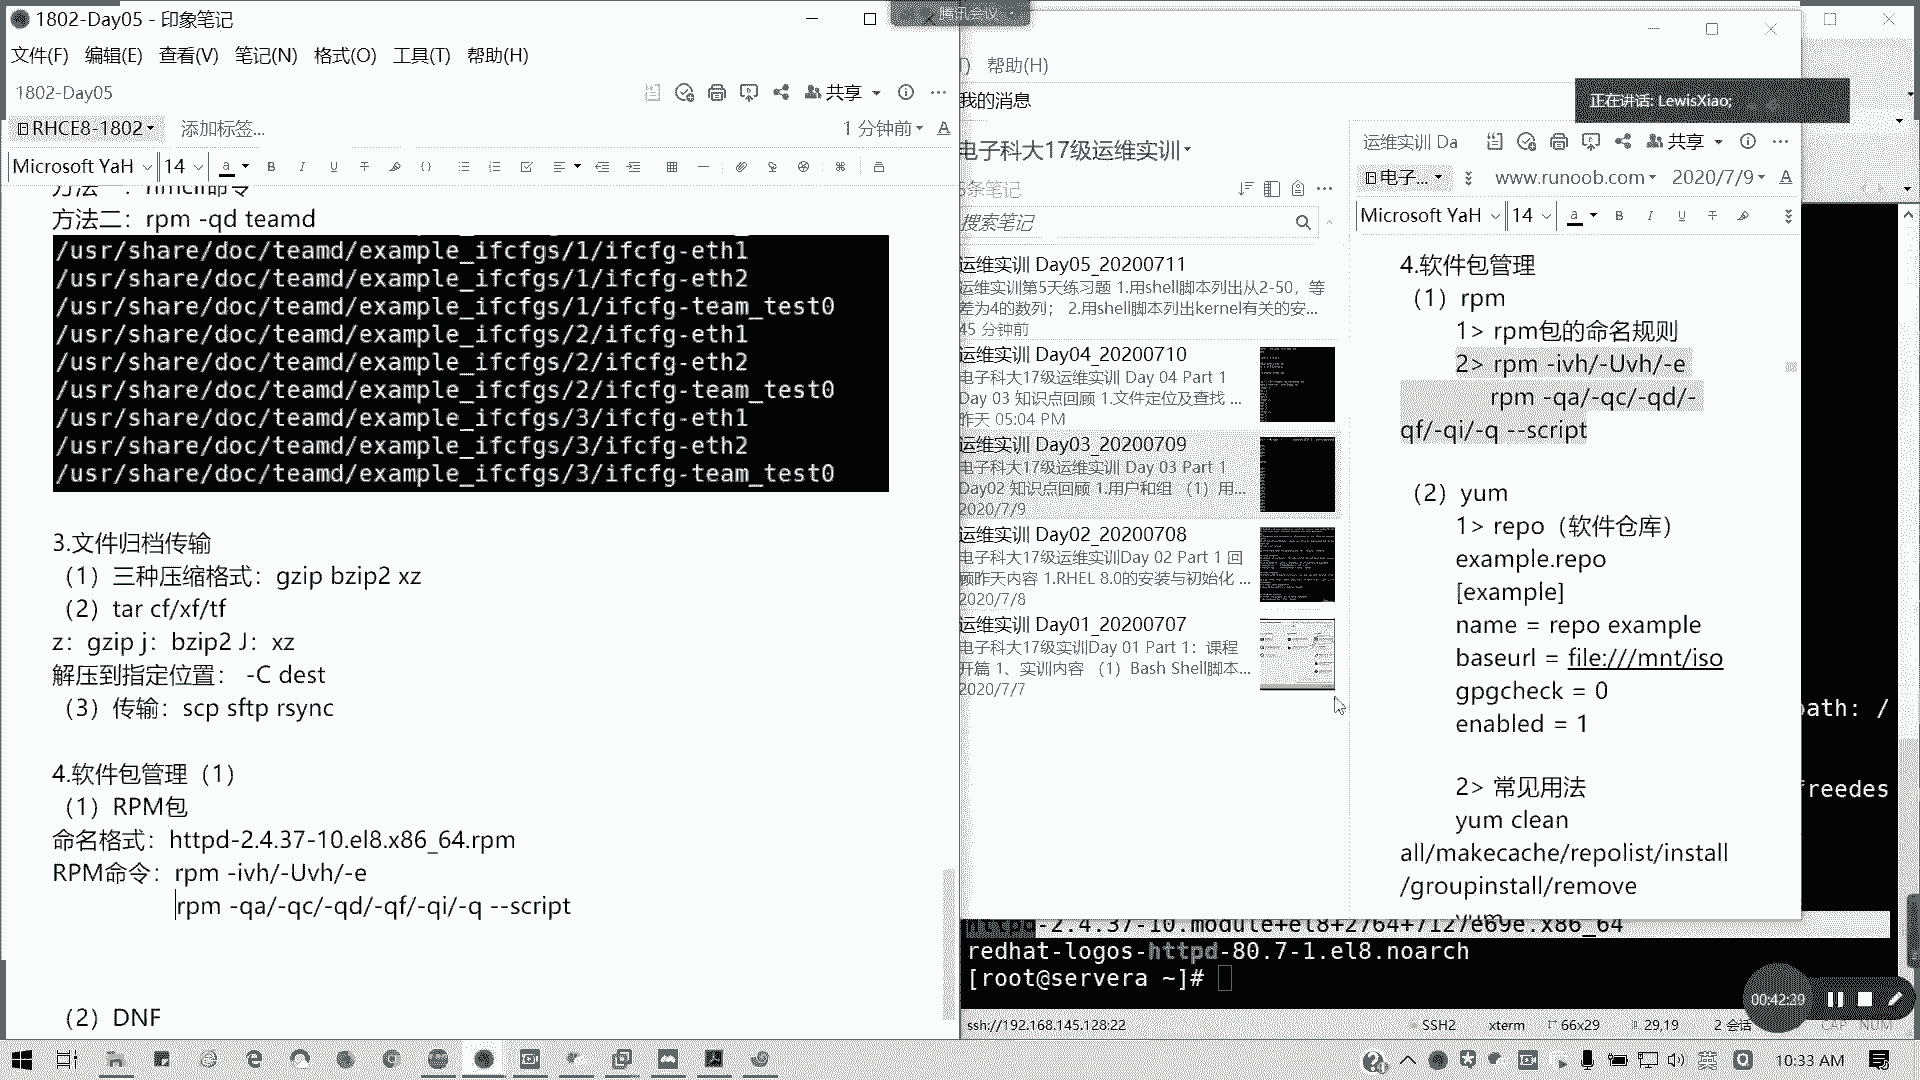 1802-Day05 - 印象笔记
文件(F) 编辑(E) 查看(V) 笔记(N) 格式(O) 工具(T) 帮助(H)
1802-Day05
共享
RHCE8-1802
添加标签...
1 分钟前
Microsoft YaH
14
方法二：rpm -qd teamd
/usr/share/doc/teamd/example_ifcfgs/1/ifcfg-eth1
/usr/share/doc/teamd/example_ifcfgs/1/ifcfg-eth2
/usr/share/doc/teamd/example_ifcfgs/1/ifcfg-team_test0
/usr/share/doc/teamd/example_ifcfgs/2/ifcfg-eth1
/usr/share/doc/teamd/example_ifcfgs/2/ifcfg-eth2
/usr/share/doc/teamd/example_ifcfgs/2/ifcfg-team_test0
/usr/share/doc/teamd/example_ifcfgs/3/ifcfg-eth1
/usr/share/doc/teamd/example_ifcfgs/3/ifcfg-eth2
/usr/share/doc/teamd/example_ifcfgs/3/ifcfg-team_test0
3.文件归档传输
（1）三种压缩格式：gzip bzip2 xz
（2）tar cf/xf/tf
z：gzip j：bzip2 J：xz
解压到指定位置： -C dest
（3）传输：scp sftp rsync
4.软件包管理（1）
（1）RPM包
命名格式：httpd-2.4.37-10.el8.x86_64.rpm
RPM命令：rpm -ivh/-Uvh/-e
rpm -qa/-qc/-qd/-qf/-qi/-q --script
（2）DNF
腾讯会议
帮助(H)
我的消息
正在讲话: LewisXiao;
电子科大17级运维实训
条笔记
搜索笔记
运维实训 Day05_20200711
运维实训第5天练习题 1.用shell脚本列出从2-50，等
差为4的数列； 2.用shell脚本列出kernel有关的安...
45 分钟前
运维实训 Day04_20200710
电子科大17级运维实训 Day 04 Part 1
Day 03 知识点回顾 1.文件定位及查找 ...
昨天 05:04 PM
运维实训 Day03_20200709
电子科大17级运维实训 Day 03 Part 1
Day02 知识点回顾 1.用户和组 （1）用...
2020/7/9
运维实训 Day02_20200708
电子科大17级运维实训Day 02 Part 1 回
顾昨天内容 1.RHEL 8.0的安装与初始化 ...
2020/7/8
运维实训 Day01_20200707
电子科大17级实训Day 01 Part 1：课程
开篇 1、实训内容 （1）Bash Shell脚本...
2020/7/7
运维实训 Da
共享
电子...
www.runoob.com
2020/7/9
Microsoft YaH
14
4.软件包管理
（1）rpm
1> rpm包的命名规则
2> rpm -ivh/-Uvh/-e
rpm -qa/-qc/-qd/-
qf/-qi/-q --script
（2）yum
1> repo（软件仓库）
example.repo
[example]
name = repo example
baseurl = file:///mnt/iso
gpgcheck = 0
enabled = 1
2> 常见用法
yum clean
all/makecache/repolist/install
/groupinstall/remove
yum
path: /
freedes
httpd-2.4.37-10.module+el8+2764+7127e69e.x86_64
redhat-logos-httpd-80.7-1.el8.noarch
[root@servera ~]#
00:42:29
ssh://192.168.145.128:22
SSH2
xterm
66x29
29,19
2 会话
CAP NUM
英
10:33 AM